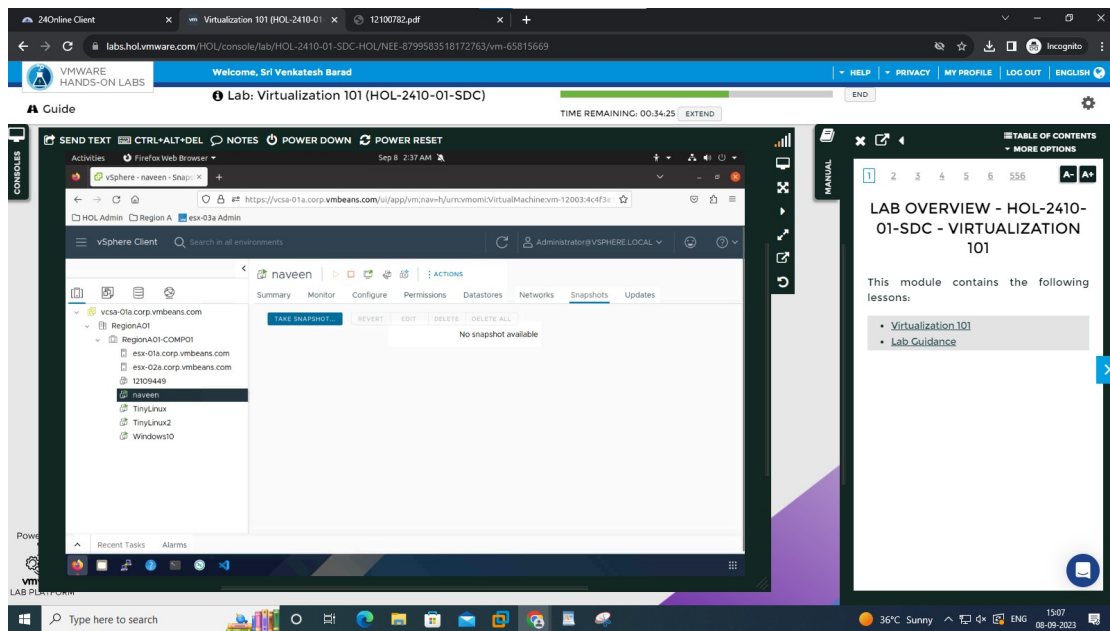 24Online Client
Virtualization 101 (HOL-2410-01-
12100782.pdf
labs.hol.vmware.com/HOL/console/lab/HOL-2410-01-SDC-HOL/NEE-8799583518172763/vm-65815669
Incognito
VMWARE
HANDS-ON LABS
Welcome, Sri Venkatesh Barad
HELP
PRIVACY
MY PROFILE
LOG OUT
ENGLISH
Guide
Lab: Virtualization 101 (HOL-2410-01-SDC)
TIME REMAINING: 00:34:25
EXTEND
END
CONSOLES
SEND TEXT
CTRL+ALT+DEL
NOTES
POWER DOWN
POWER RESET
Activities
Firefox Web Browser
Sep 8 2:37 AM
vSphere - naveen - Snaps
https://vcsa-01a.corp.vmbeans.com/ui/app/vm;nav=h/urn:vmomi:VirtualMachine:vm-12003:4c4f3e
HOL Admin
Region A
esx-03a Admin
vSphere Client
Search in all environments
Administrator@VSPHERE.LOCAL
naveen
ACTIONS
Summary
Monitor
Configure
Permissions
Datastores
Networks
Snapshots
Updates
TAKE SNAPSHOT...
REVERT
EDIT
DELETE
DELETE ALL
No snapshot available
vcsa-01a.corp.vmbeans.com
RegionA01
RegionA01-COMP01
esx-01a.corp.vmbeans.com
esx-02a.corp.vmbeans.com
12109449
naveen
TinyLinux
TinyLinux2
Windows10
Recent Tasks
Alarms
MANUAL
TABLE OF CONTENTS
MORE OPTIONS
1 2 3 4 5 6 556
A- A+
LAB OVERVIEW - HOL-2410-
01-SDC - VIRTUALIZATION
101
This module contains the following
lessons:
Virtualization 101
Lab Guidance
Powe
vm
LAB PLATFORM
Type here to search
36°C Sunny
ENG
15:07
08-09-2023